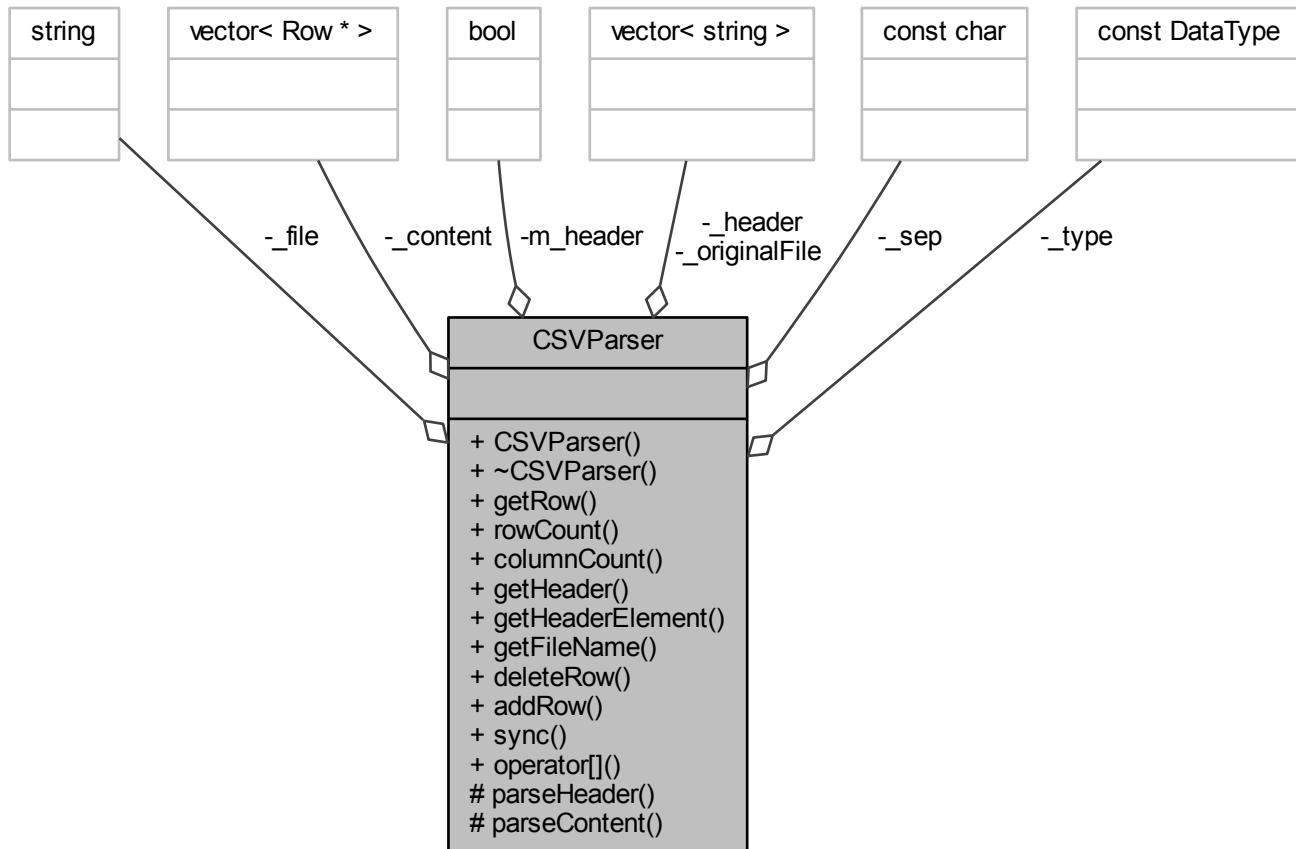 string
vector< Row * >
bool
vector< string >
const char
const DataType
-_file
-_content
-m_header
-_header
-_originalFile
-_sep
-_type
CSVParser
+ CSVParser()
+ ~CSVParser()
+ getRow()
+ rowCount()
+ columnCount()
+ getHeader()
+ getHeaderElement()
+ getFileName()
+ deleteRow()
+ addRow()
+ sync()
+ operator[]()
# parseHeader()
# parseContent()